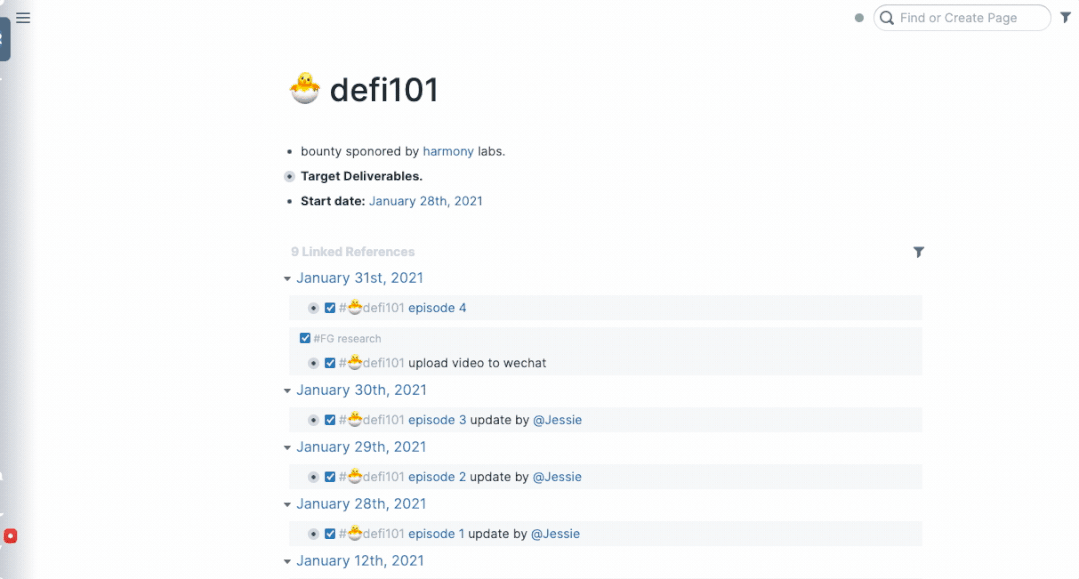 Find or Create Page
🐣 defi101
bounty sponored by harmony labs.
Target Deliverables.
Start date: January 28th, 2021
9 Linked References
January 31st, 2021
#🐣defi101 episode 4
#FG research
#🐣defi101 upload video to wechat
January 30th, 2021
#🐣defi101 episode 3 update by @Jessie
January 29th, 2021
#🐣defi101 episode 2 update by @Jessie
January 28th, 2021
#🐣defi101 episode 1 update by @Jessie
January 12th, 2021